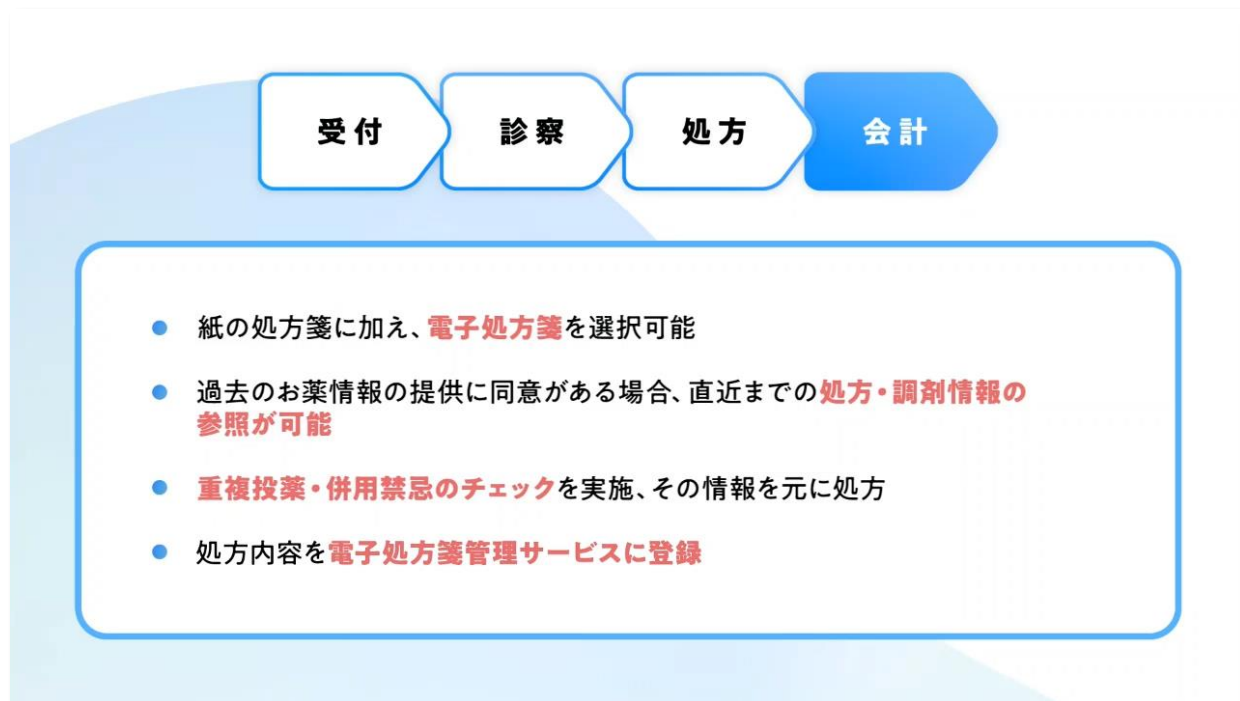 受付
診察
処方
会計
紙の処方箋に加え、電子処方箋を選択可能
過去のお薬情報の提供に同意がある場合、直近までの処方・調剤情報の
参照が可能
重複投薬・併用禁忌のチェックを実施、その情報を元に処方
処方内容を電子処方箋管理サービスに登録